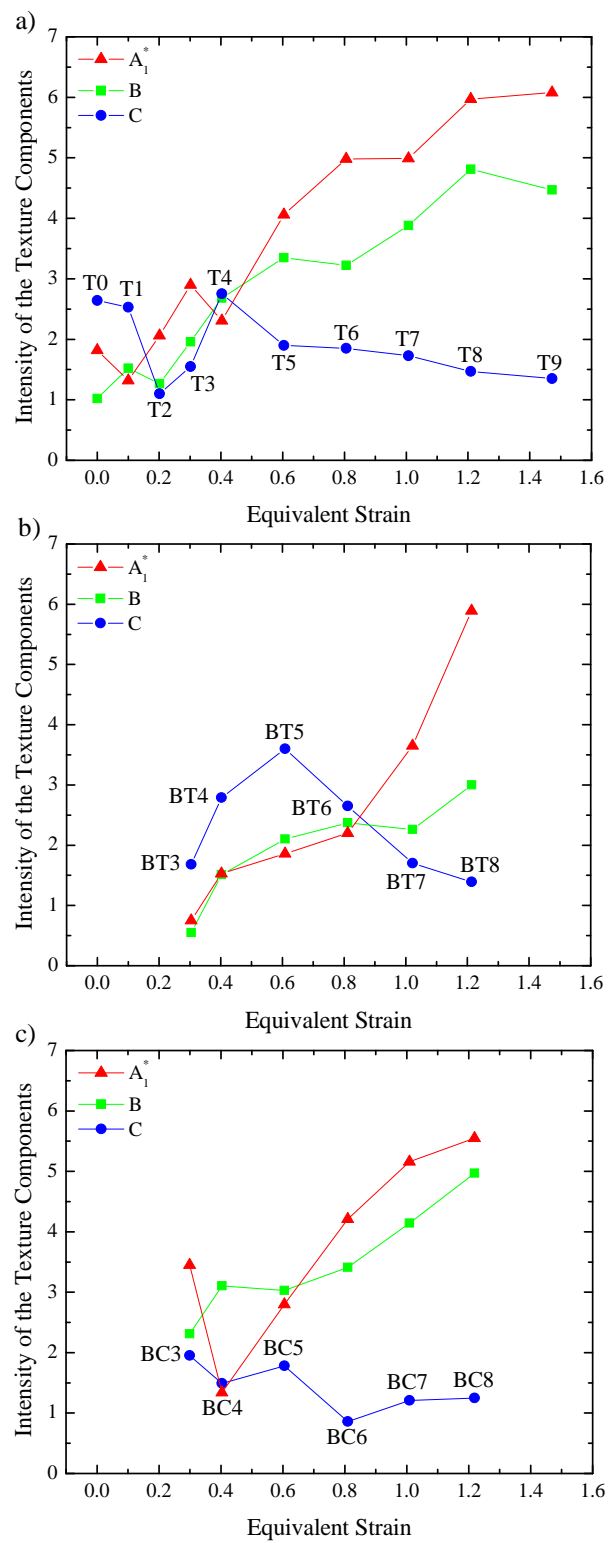 a)
7
6
5
4
3
2
1
0
Intensity of the Texture Components
A₁*
B
C
T0
T1
T2
T3
T4
T5
T6
T7
T8
T9
0.0 0.2 0.4 0.6 0.8 1.0 1.2 1.4 1.6
Equivalent Strain
b)
7
6
5
4
3
2
1
0
Intensity of the Texture Components
A₁*
B
C
BT3
BT4
BT5
BT6
BT7
BT8
0.0 0.2 0.4 0.6 0.8 1.0 1.2 1.4 1.6
Equivalent Strain
c)
7
6
5
4
3
2
1
0
Intensity of the Texture Components
A₁*
B
C
BC3
BC4
BC5
BC6
BC7
BC8
0.0 0.2 0.4 0.6 0.8 1.0 1.2 1.4 1.6
Equivalent Strain